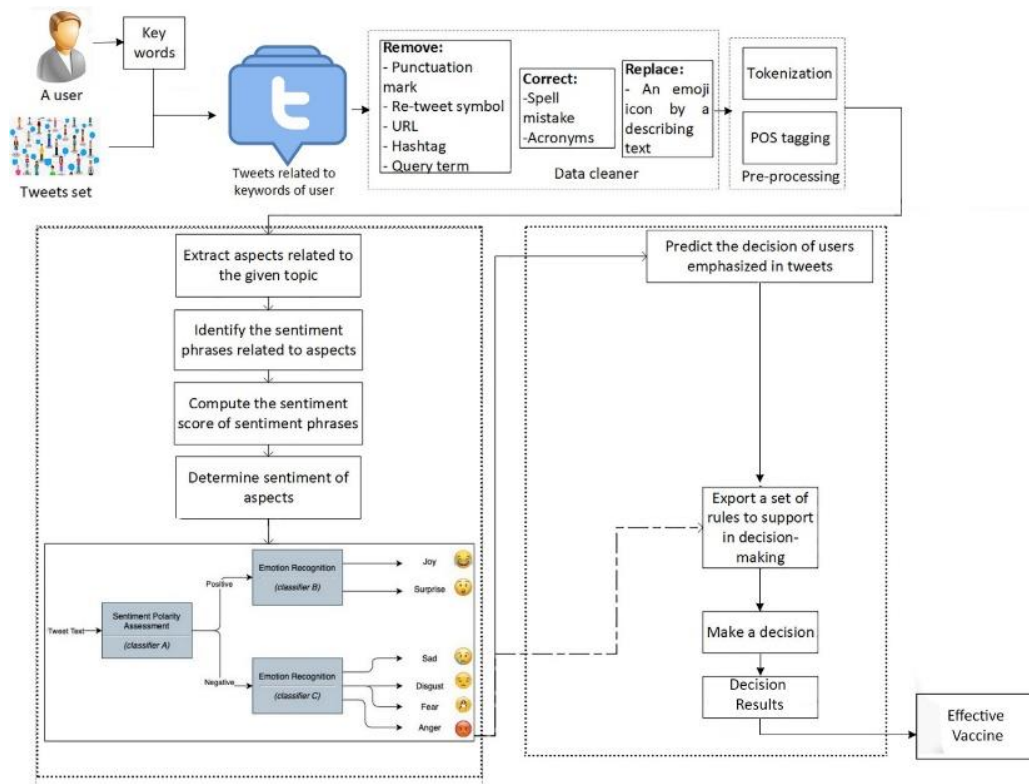 A user
Key
words
Tweets set
t
Tweets related to
keywords of user
Remove:
- Punctuation
mark
- Re-tweet symbol
- URL
- Hashtag
- Query term
Correct:
-Spell
mistake
-Acronyms
Replace:
- An emoji
icon by a
describing
text
Data cleaner
Tokenization
POS tagging
Pre-processing
Extract aspects related to
the given topic
Identify the sentiment
phrases related to aspects
Compute the sentiment
score of sentiment phrases
Determine sentiment of
aspects
Tweet Text
Sentiment Polarity
Assessment
(classifier A)
Positive
Negative
Emotion Recognition
(classifier B)
Joy
Surprise
Emotion Recognition
(classifier C)
Sad
Disgust
Fear
Anger
Predict the decision of users
emphasized in tweets
Export a set of
rules to support
in decision-
making
Make a decision
Decision
Results
Effective
Vaccine